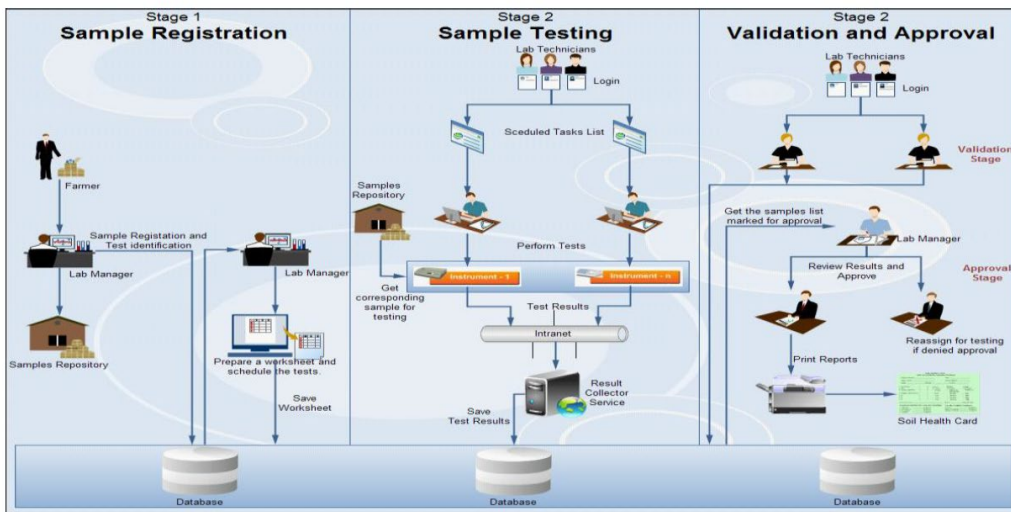 Stage 1
Sample Registration
Farmer
Sample Registation and
Test identification
Lab Manager
Lab Manager
Samples Repository
Prepare a worksheet and
schedule the tests.
Save
Worksheet
Database
Stage 2
Sample Testing
Lab Technicians
Login
Sceduled Tasks List
Samples
Repository
Perform Tests
Instrument - 1
Instrument - n
Get
corresponding
sample for
testing
Test Results
Intranet
Result
Collector
Service
Save
Test Results
Database
Stage 2
Validation and Approval
Lab Technicians
Login
Validation
Stage
Get the samples list
marked for approval
Lab Manager
Review Results and
Approve
Approval
Stage
Reassign for testing
if denied approval
Print Reports
Soil Health Card
Database